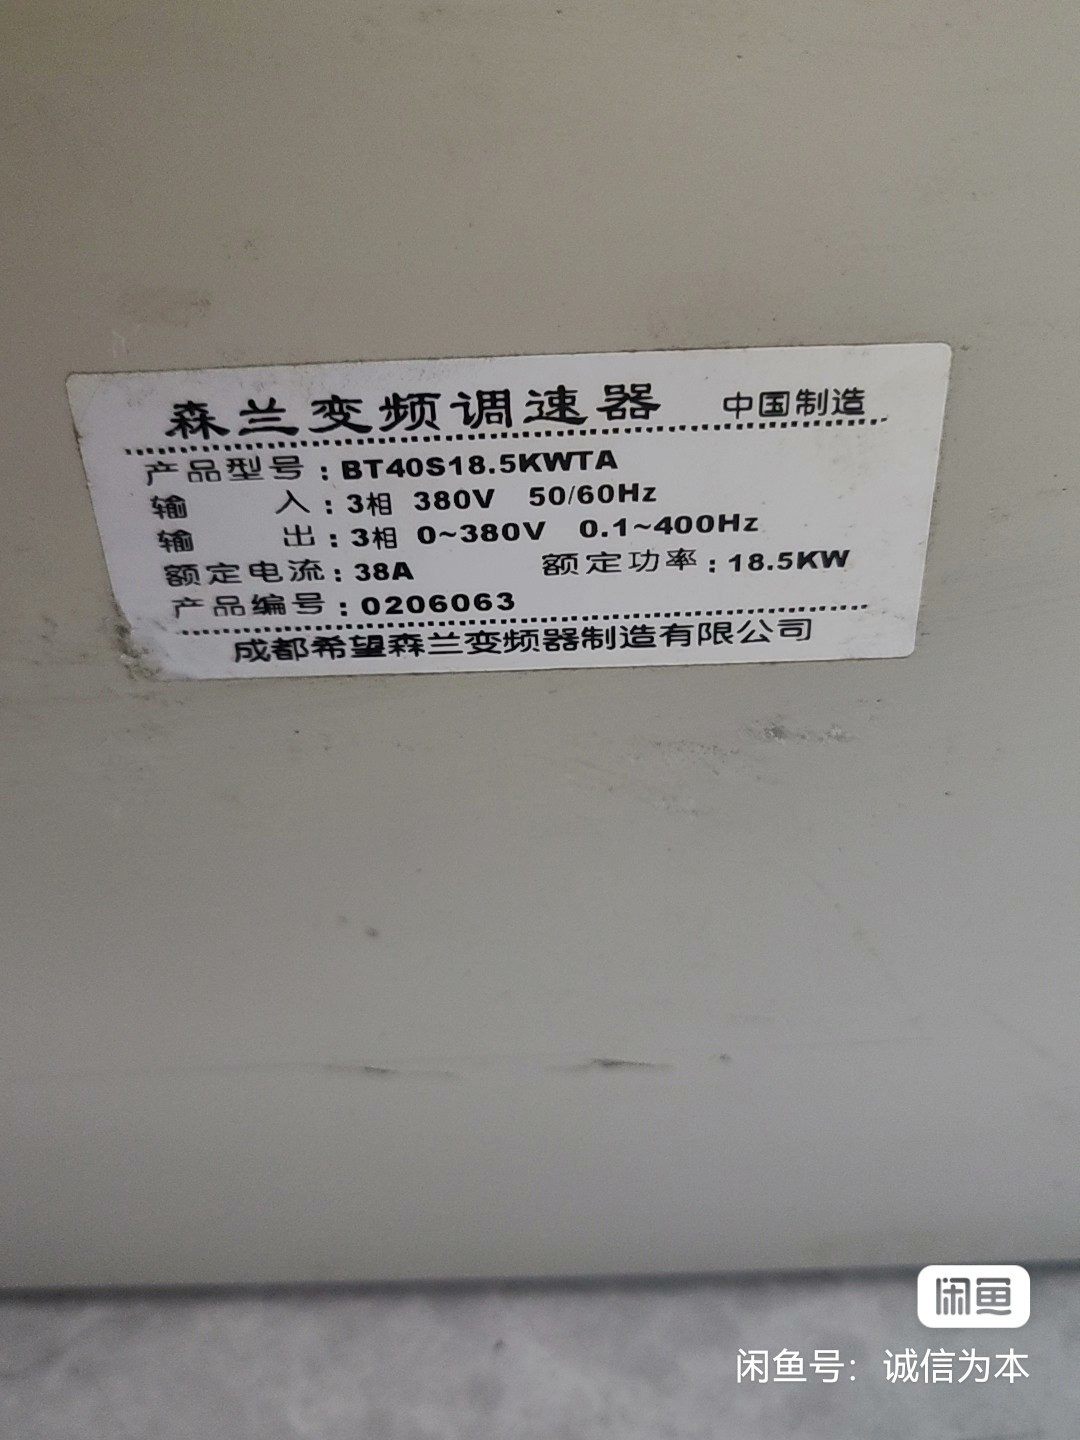 森兰变频调速器 中国制造
产品型号：BT40S18.5KWTA
输 入：3相 380V 50/60Hz
输 出：3相 0~380V 0.1~400Hz
额定电流：38A 额定功率：18.5KW
产品编号：0206063
成都希望森兰变频器制造有限公司
闲鱼
闲鱼号：诚信为本